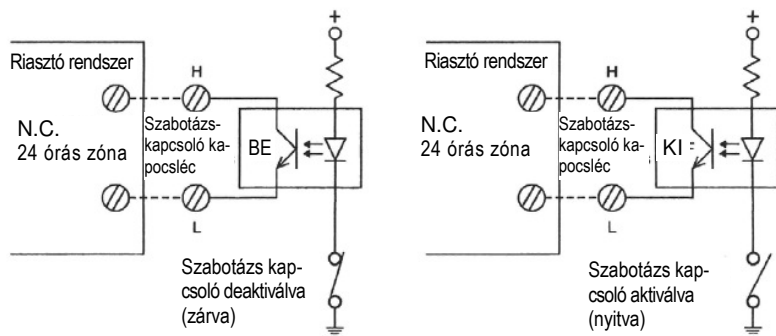 +
Riasztó rendszer
H
N.C.
24 órás zóna
Szabotázs-
kapcsoló ka-
pocsléc
BE
L
Szabotázs kap-
csoló deaktiválva
(zárva)
+
Riasztó rendszer
H
N.C.
24 órás zóna
Szabotázs-
kapcsoló ka-
pocsléc
KI
L
Szabotázs kap-
csoló aktiválva
(nyitva)